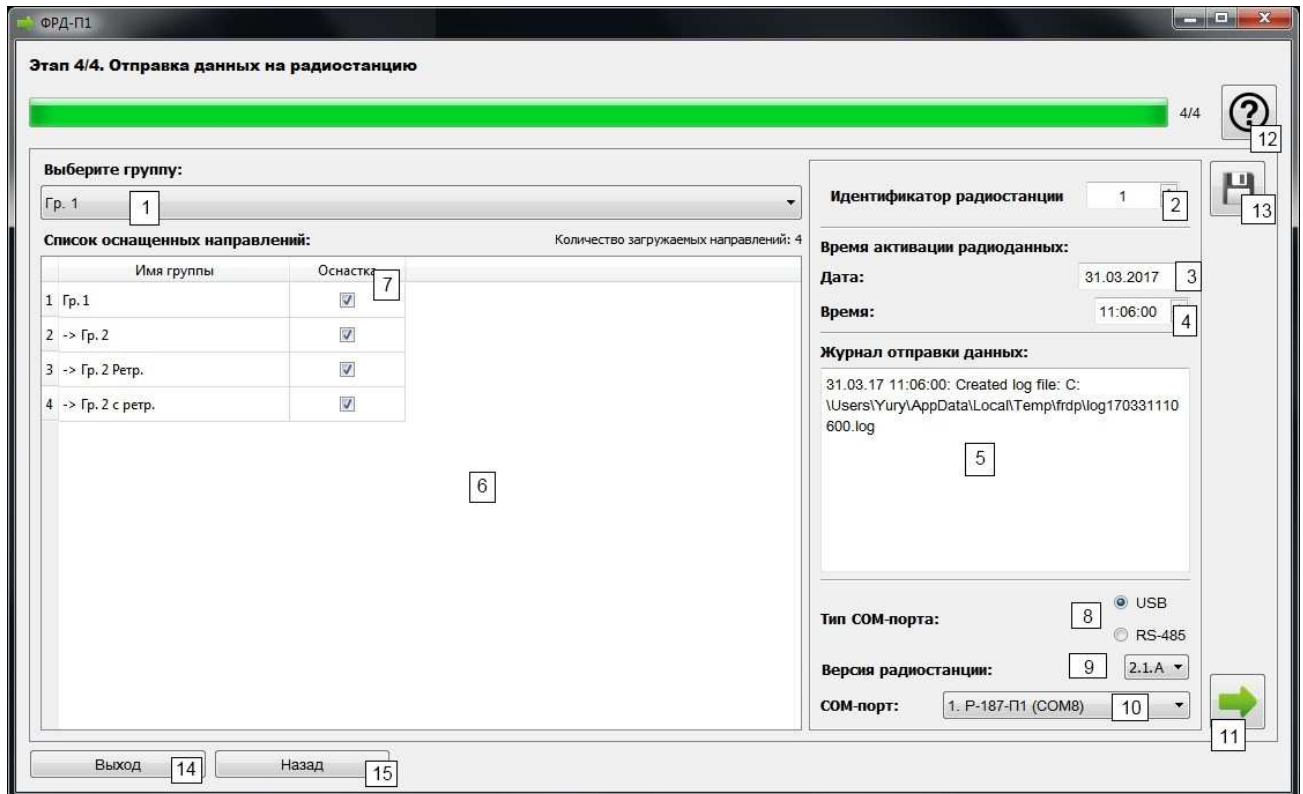 ФРД-П1
Этап 4/4. Отправка данных на радиостанцию
4/4
12
Выберите группу:
Гр. 1
1
Список оснащенных направлений:
Количество загружаемых направлений: 4
Имя группы
Оснастка
7
1 Гр.1
2 -> Гр. 2
3 -> Гр. 2 Ретр.
4 -> Гр. 2 с ретр.
6
Идентификатор радиостанции
1
2
13
Время активации радиоданных:
Дата:
31.03.2017
3
Время:
11:06:00
4
Журнал отправки данных:
31.03.17 11:06:00: Created log file: C:
\Users\Yury\AppData\Local\Temp\frdp\log170331110
600.log
5
Тип COM-порта:
8
USB
RS-485
Версия радиостанции:
9
2.1.A
COM-порт:
1. Р-187-П1 (COM8)
10
11
Выход
14
Назад
15